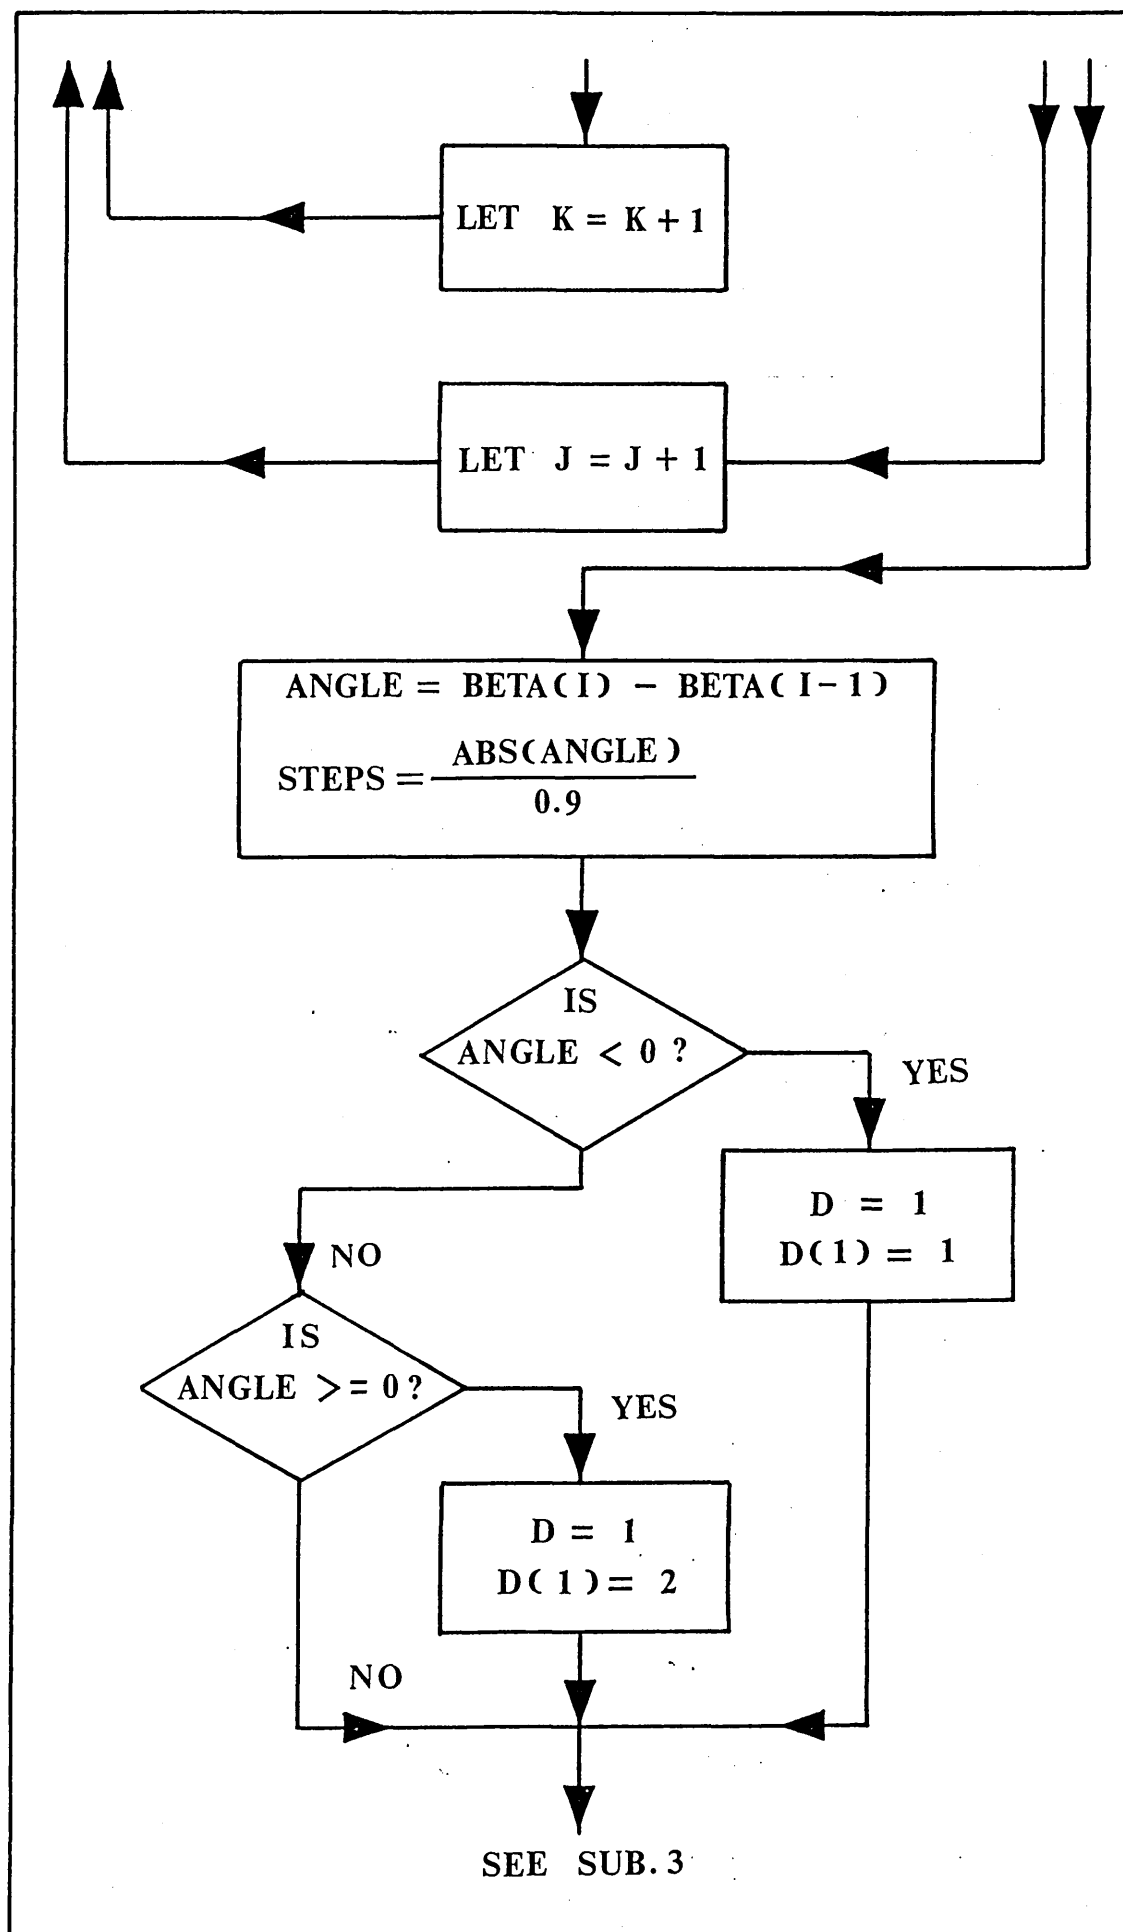 LET K = K + 1
LET J = J + 1
ANGLE = BETA(I) - BETA(I-1)
STEPS = ABS(ANGLE)
0.9
IS
ANGLE < 0 ?
YES
D = 1
D(1) = 1
NO
IS
ANGLE >= 0?
YES
D = 1
D(1) = 2
NO
SEE SUB.3